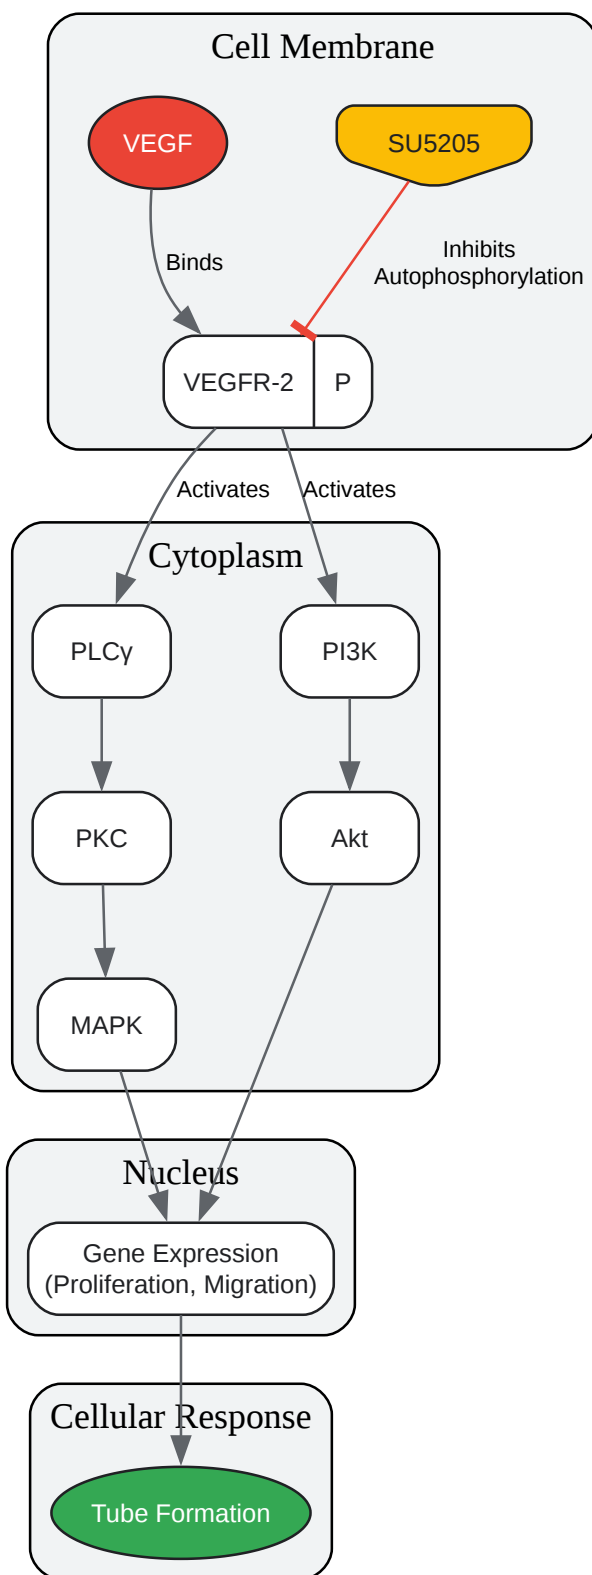 Cell Membrane
VEGF
SU5205
Binds
Inhibits
Autophosphorylation
VEGFR-2
P
Activates
Activates
Cytoplasm
PLCγ
PI3K
PKC
Akt
MAPK
Nucleus
Gene Expression
(Proliferation, Migration)
Cellular Response
Tube Formation